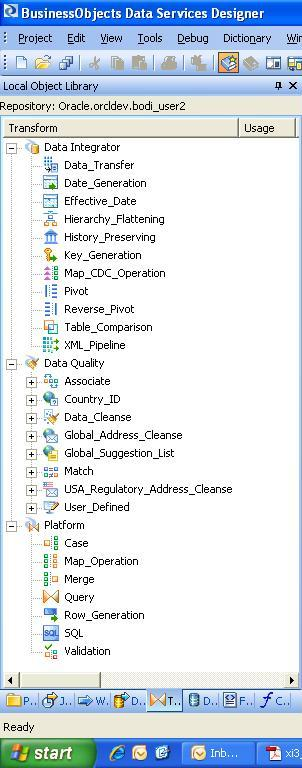 BusinessObjects Data Services Designer
Project Edit View Tools Debug Dictionary Wi
Local Object Library
Repository: Oracle.orcldev.bodi_user2
Transform Usage
Data Integrator
Data_Transfer
Date_Generation
Effective_Date
Hierarchy_Flattening
History_Preserving
Key_Generation
Map_CDC_Operation
Pivot
Reverse_Pivot
Table_Comparison
XML_Pipeline
Data Quality
Associate
Country_ID
Data_Cleanse
Global_Address_Cleanse
Global_Suggestion_List
Match
USA_Regulatory_Address_Cleanse
User_Defined
Platform
Case
Map_Operation
Merge
Query
Row_Generation
SQL SQL
Validation
P... J... W... D... T... D... F... C...
Ready
start Inb... xi3